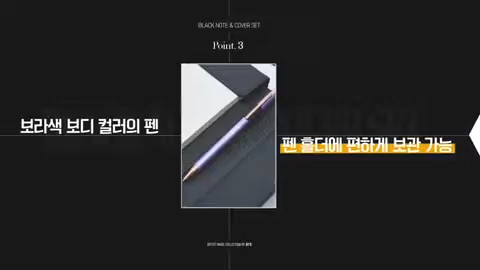 BLACK NOTE & COVER SET
Point. 3
보라색 보디 컬러의 펜
펜 홀더에 편하게 보관 가능